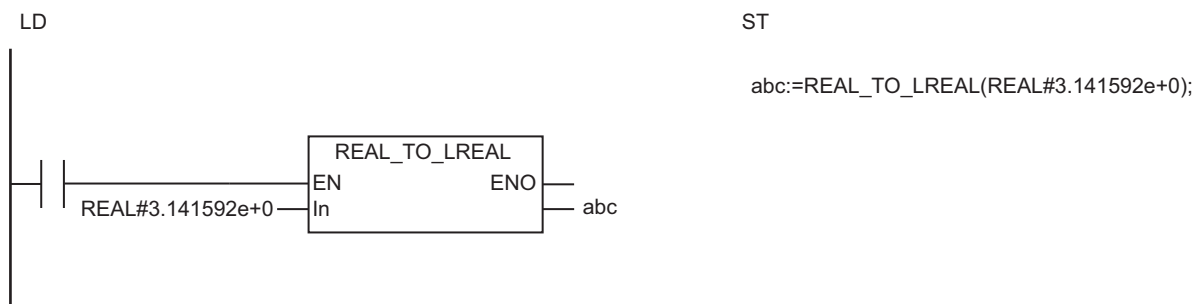 LD
ST
abc:=REAL_TO_LREAL(REAL#3.141592e+0);
REAL_TO_LREAL
EN ENO
REAL#3.141592e+0 In abc